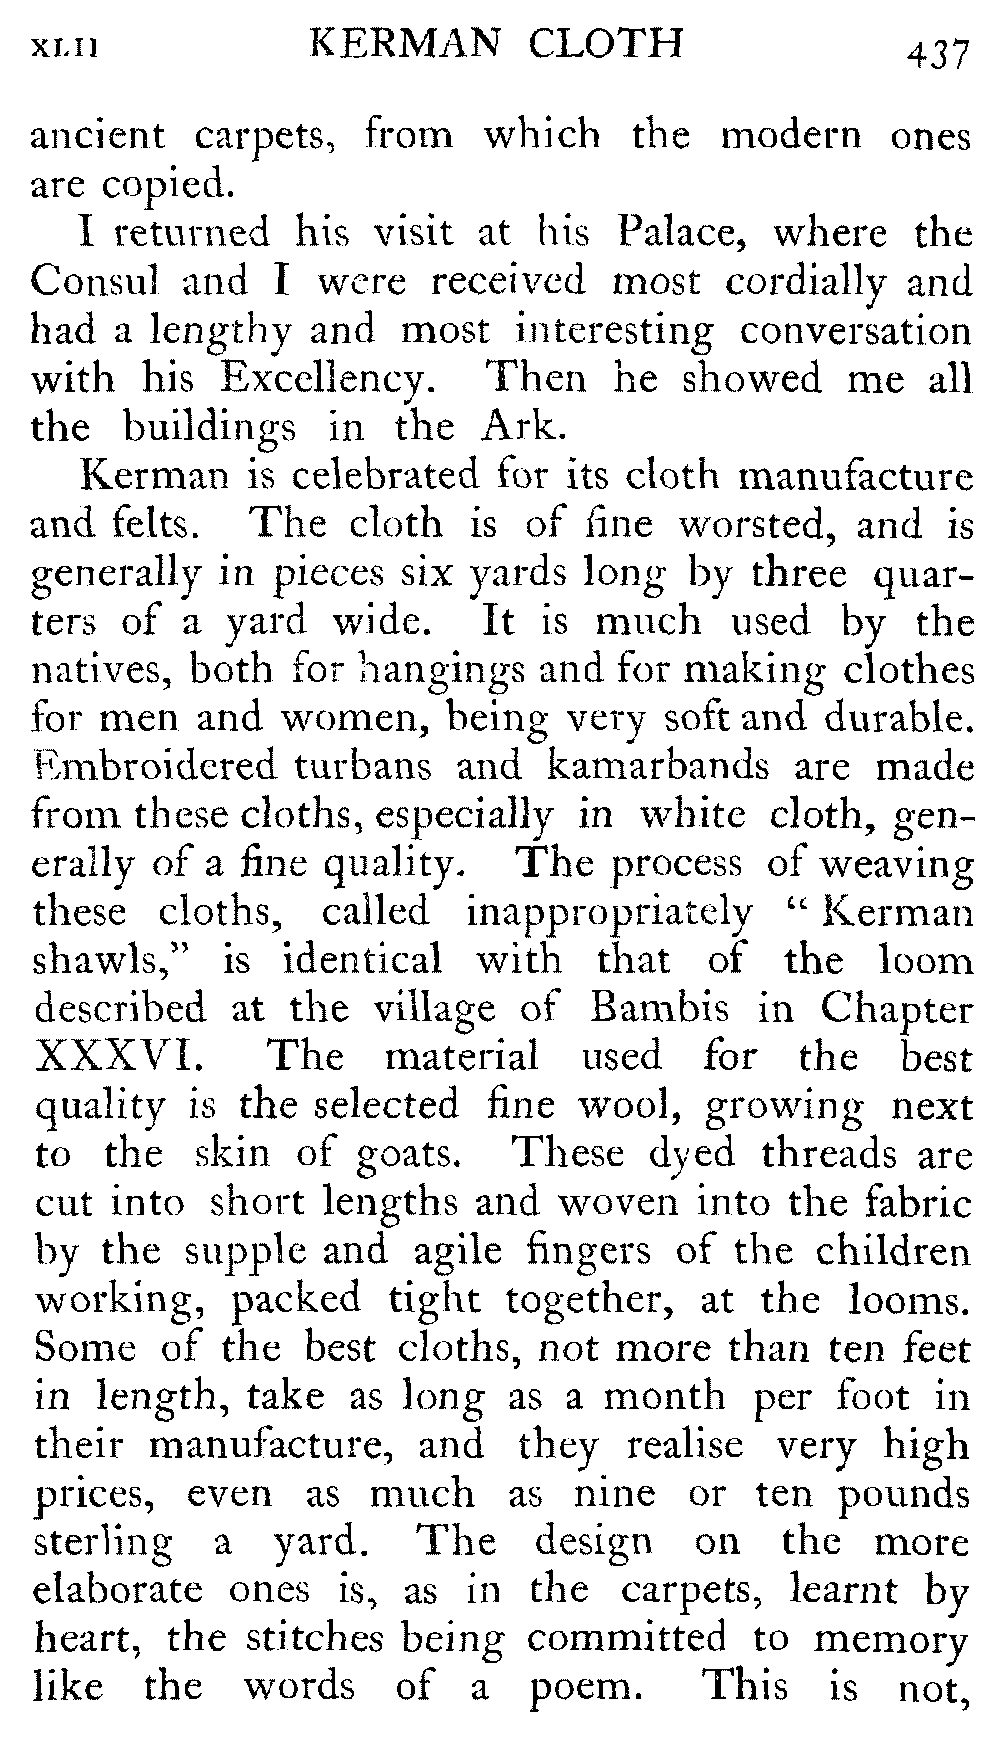 XLII KERMAN CLOTH 437
ancient carpets, from which the modern ones
are copied.
I returned his visit at his Palace, where the
Consul and I were received most cordially and
had a lengthy and most interesting conversation
with his Excellency. Then he showed me all
the buildings in the Ark.
Kerman is celebrated for its cloth manufacture
and felts. The cloth is of fine worsted, and is
generally in pieces six yards long by three quar-
ters of a yard wide. It is much used by the
natives, both for hangings and for making clothes
for men and women, being very soft and durable.
Embroidered turbans and kamarbands are made
from these cloths, especially in white cloth, gen-
erally of a fine quality. The process of weaving
these cloths, called inappropriately “ Kerman
shawls,” is identical with that of the loom
described at the village of Bambis in Chapter
XXXVI. The material used for the best
quality is the selected fine wool, growing next
to the skin of goats. These dyed threads are
cut into short lengths and woven into the fabric
by the supple and agile fingers of the children
working, packed tight together, at the looms.
Some of the best cloths, not more than ten feet
in length, take as long as a month per foot in
their manufacture, and they realise very high
prices, even as much as nine or ten pounds
sterling a yard. The design on the more
elaborate ones is, as in the carpets, learnt by
heart, the stitches being committed to memory
like the words of a poem. This is not,